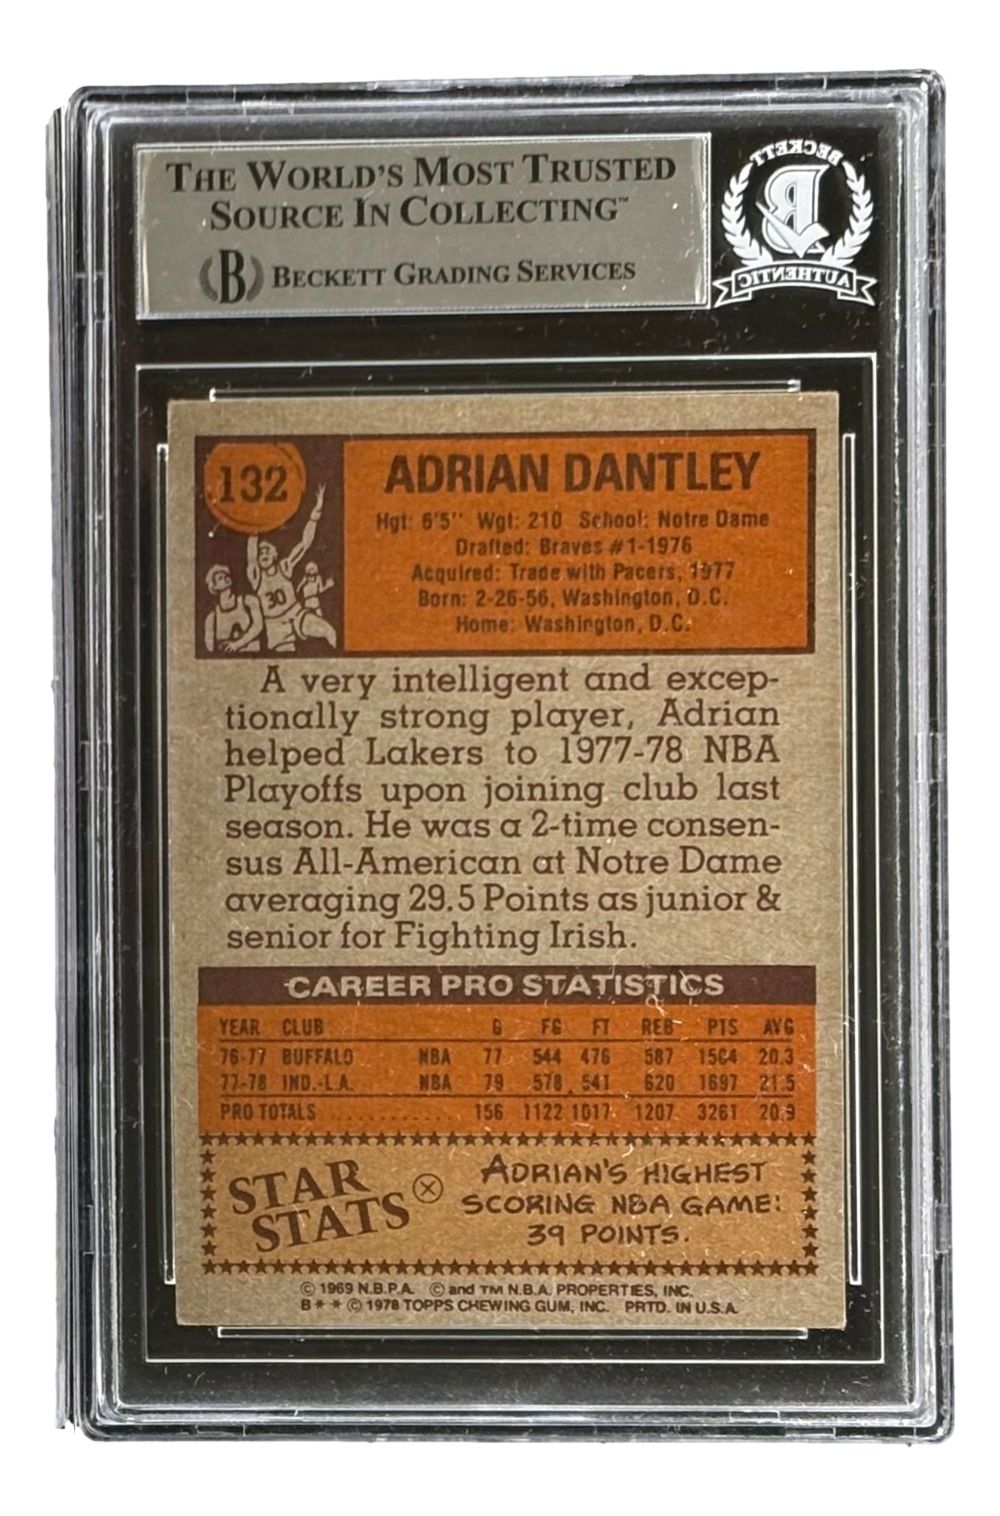 THE WORLD'S MOST TRUSTED
SOURCE IN COLLECTING™
B BECKETT GRADING SERVICES
BECKETT
B
AUTHENTIC
132
30
ADRIAN DANTLEY
Hgt: 6'5" Wgt: 210 School: Notre Dame
Drafted: Braves #1-1976
Acquired: Trade with Pacers, 1977
Born: 2-26-56, Washington, D.C.
Home: Washington, D.C.
A very intelligent and excep-
tionally strong player, Adrian
helped Lakers to 1977-78 NBA
Playoffs upon joining club last
season. He was a 2-time consen-
sus All-American at Notre Dame
averaging 29.5 Points as junior &
senior for Fighting Irish.
CAREER PRO STATISTICS
YEAR CLUB G FG FT REB PTS AVG
76-77 BUFFALO NBA 77 544 476 587 1564 20.3
77-78 IND.-L.A. NBA 79 578 541 620 1697 21.5
PRO TOTALS ............ 156 1122 1017 1207 3261 20.9
STAR
STATS
ADRIAN'S HIGHEST
SCORING NBA GAME:
39 POINTS.
© 1969 N.B.P.A. © and TM N.B.A. PROPERTIES, INC.
B * * © 1978 TOPPS CHEWING GUM, INC. PRTD. IN U.S.A.